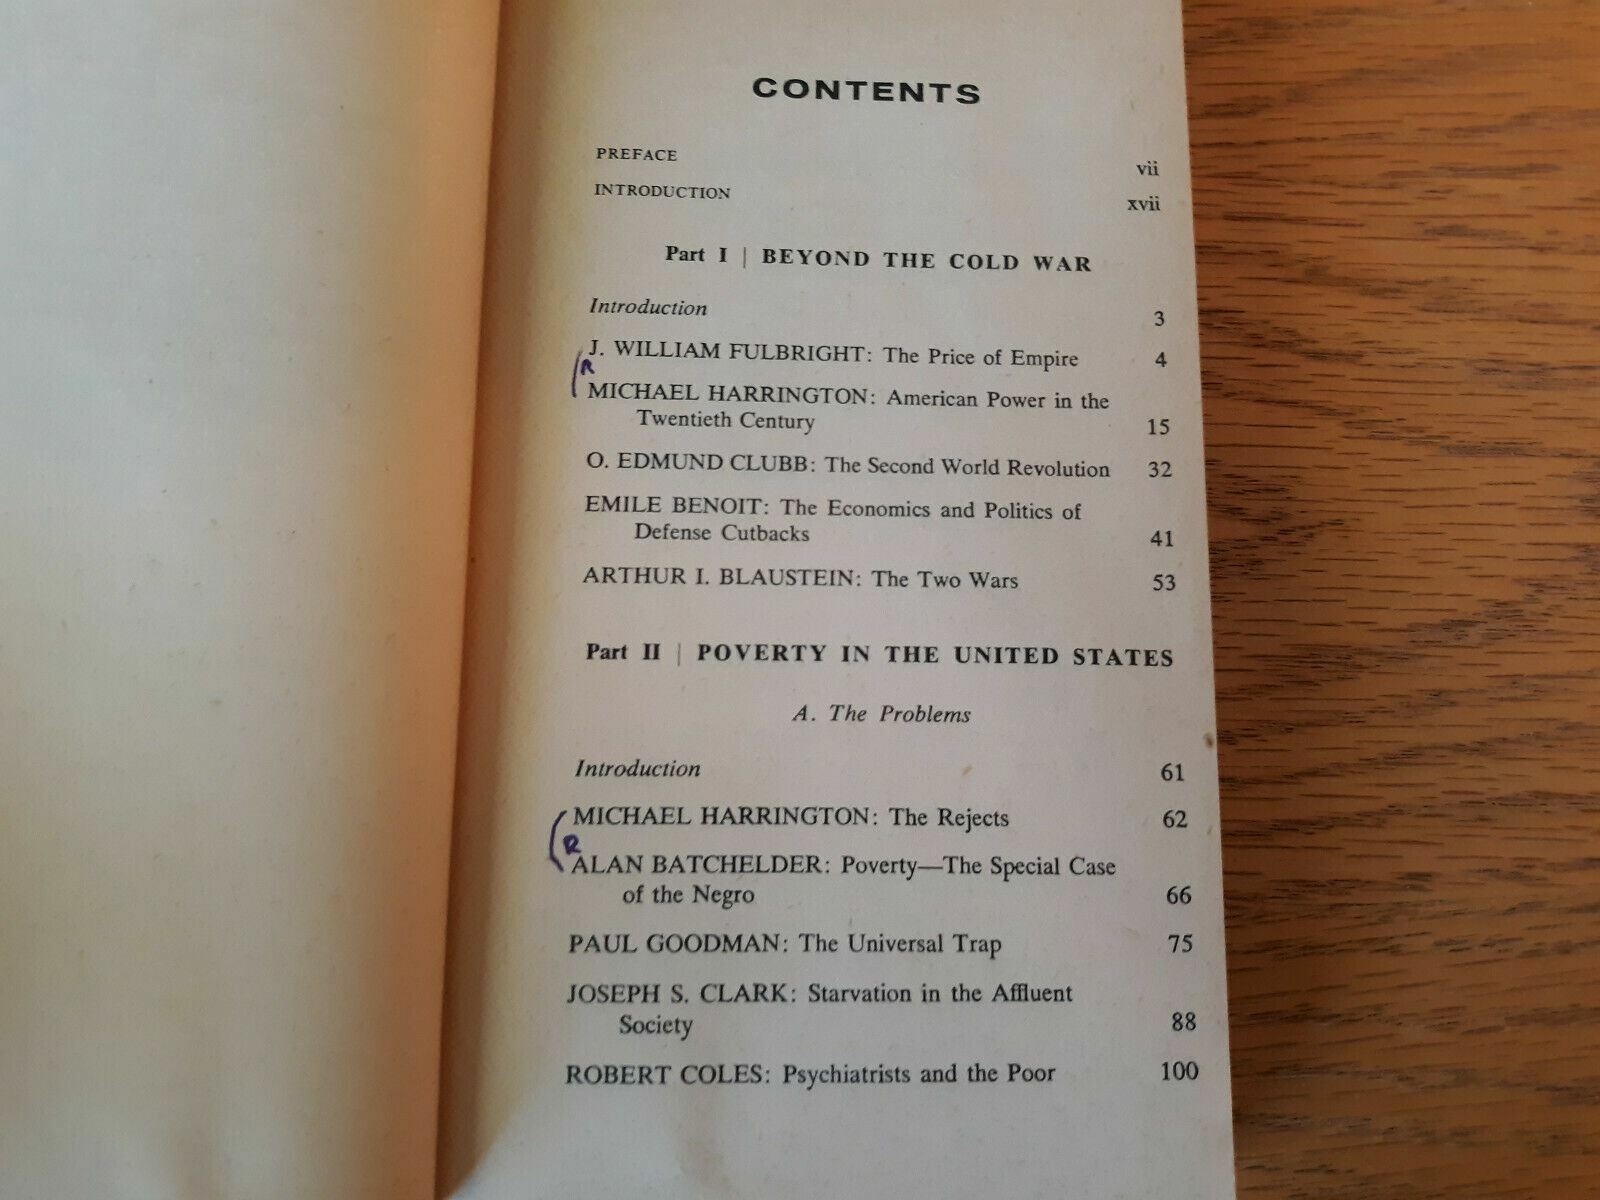 CONTENTS
PREFACE vii
INTRODUCTION xvii
Part I | BEYOND THE COLD WAR
Introduction 3
J. WILLIAM FULBRIGHT: The Price of Empire 4
R
MICHAEL HARRINGTON: American Power in the
Twentieth Century 15
O. EDMUND CLUBB: The Second World Revolution 32
EMILE BENOIT: The Economics and Politics of
Defense Cutbacks 41
ARTHUR I. BLAUSTEIN: The Two Wars 53
Part II | POVERTY IN THE UNITED STATES
A. The Problems
Introduction 61
MICHAEL HARRINGTON: The Rejects 62
R
ALAN BATCHELDER: Poverty—The Special Case
of the Negro 66
PAUL GOODMAN: The Universal Trap 75
JOSEPH S. CLARK: Starvation in the Affluent
Society 88
ROBERT COLES: Psychiatrists and the Poor 100